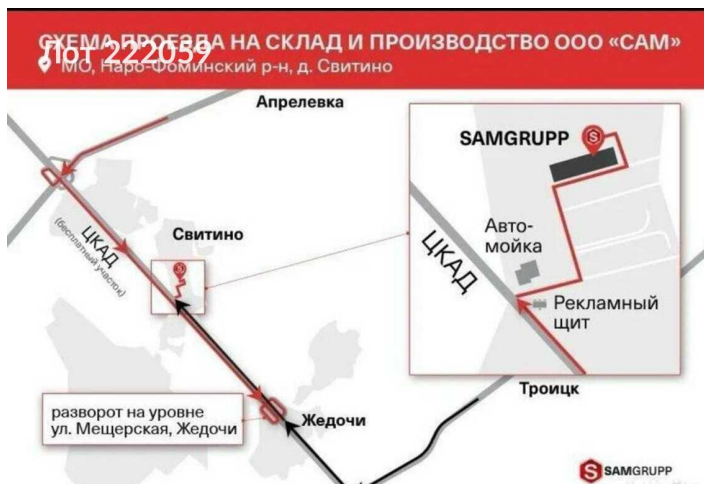 СХЕМА ПРОЕЗДА НА СКЛАД И ПРОИЗВОДСТВО ООО «САМ»
Лот 222059
МО, Наро-Фоминский р-н, д. Свитино
Апрелевка
SAMGRUPP
Свитино
Авто-
мойка
ЦКАД
(бесплатный участок)
ЦКАД
Рекламный
щит
Троицк
разворот на уровне
ул. Мещерская, Жедочи
Жедочи
SAMGRUPP